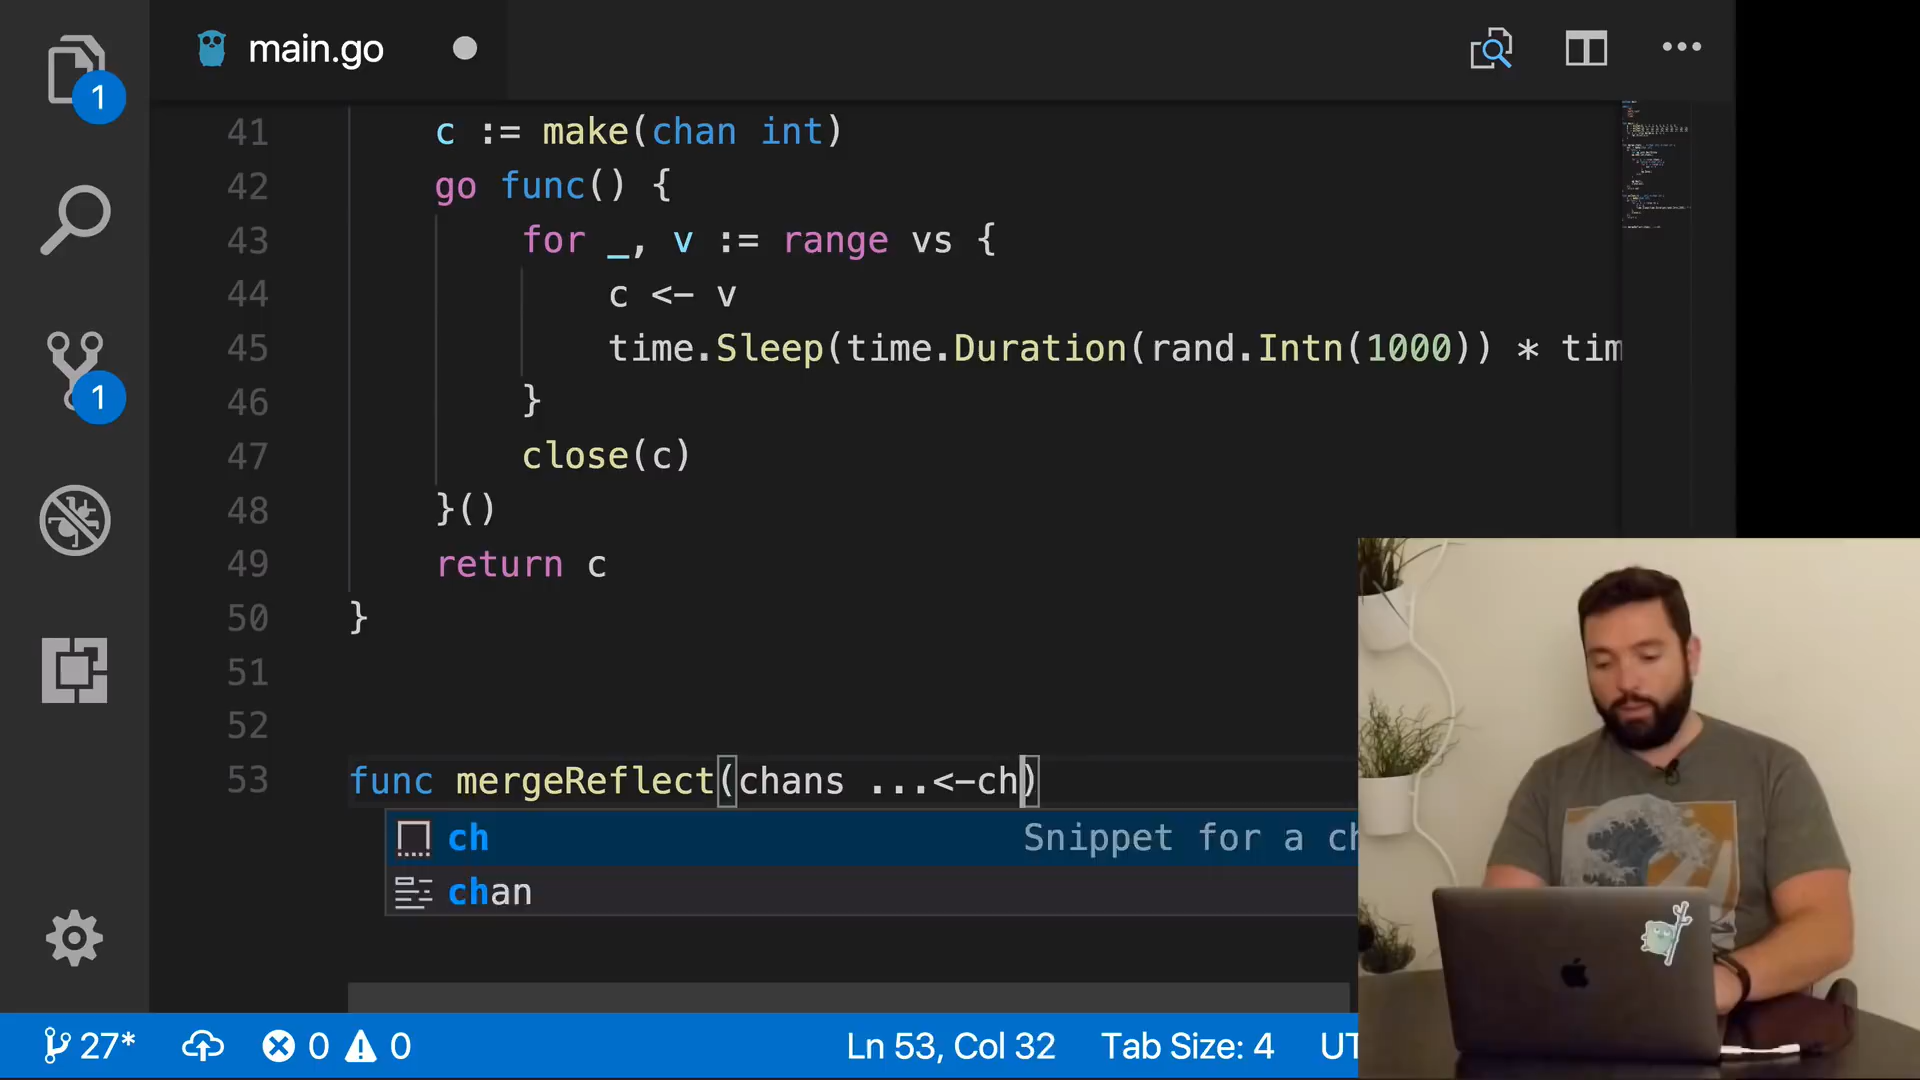 main.go
1
41 c := make(chan int)
42 go func() {
43 for _, v := range vs {
44 c <- v
45 time.Sleep(time.Duration(rand.Intn(1000)) * tim
46 }
47 close(c)
1
48 }()
49 return c
50 }
51
52
53 func mergeReflect(chans ...<-ch)
ch Snippet for a ch
chan
27* 0 0 Ln 53, Col 32 Tab Size: 4 UT